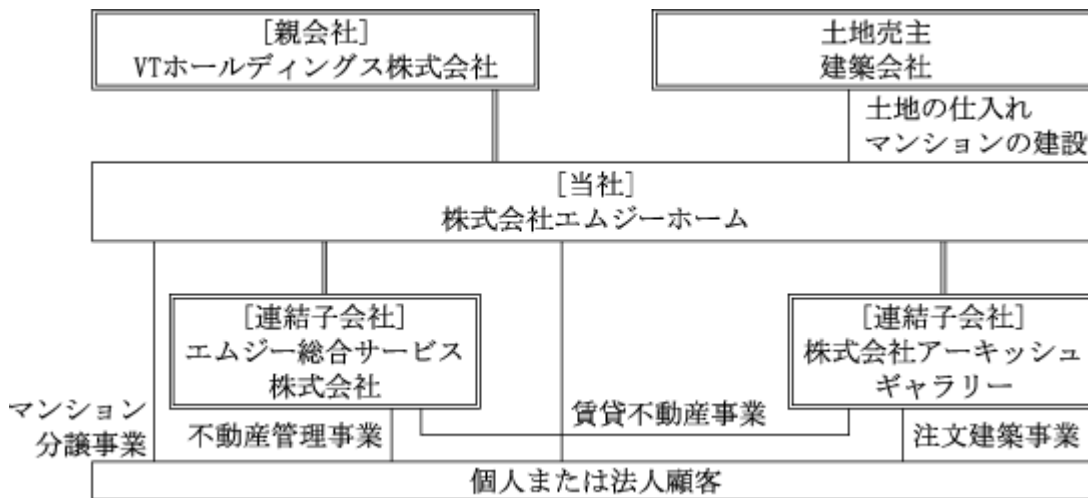 [親会社]
VTホールディングス株式会社
土地売主
建築会社
土地の仕入れ
マンションの建設
[当社]
株式会社エムジーホーム
[連結子会社]
エムジー総合サービス
株式会社
[連結子会社]
株式会社アーキッシュ
ギャラリー
マンション
分譲事業
不動産管理事業
賃貸不動産事業
注文建築事業
個人または法人顧客